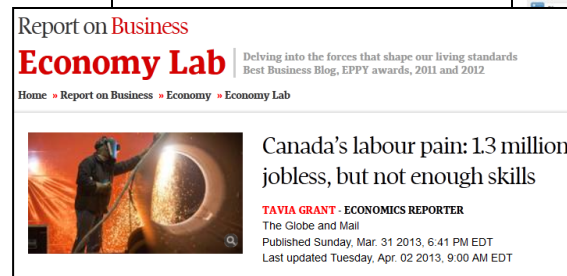 Report on Business
Economy Lab
Delving into the forces that shape our living standards
Best Business Blog, EPPY awards, 2011 and 2012
Home » Report on Business » Economy » Economy Lab
Canada's labour pain: 1.3 million
jobless, but not enough skills
TAVIA GRANT - ECONOMICS REPORTER
The Globe and Mail
Published Sunday, Mar. 31 2013, 6:41 PM EDT
Last updated Tuesday, Apr. 02 2013, 9:00 AM EDT